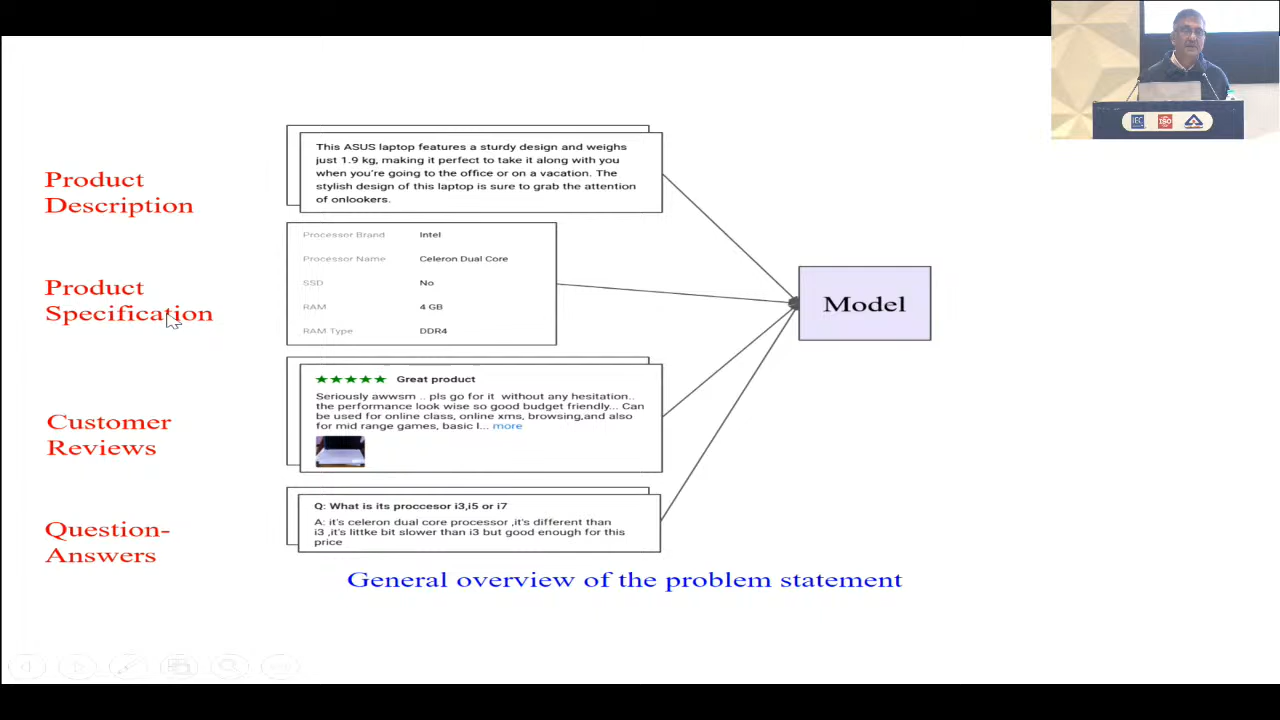 Product
Description
This ASUS laptop features a sturdy design and weighs
just 1.9 kg, making it perfect to take it along with you
when you're going to the office or on a vacation. The
stylish design of this laptop is sure to grab the attention
of onlookers.
Product
Specification
Processor Brand Intel
Processor Name Celeron Dual Core
SSD No
RAM 4 GB
RAM Type DDR4
Model
Customer
Reviews
Great product
Seriously awwsm .. pls go for it without any hesitation..
the performance look wise so good budget friendly... Can
be used for online class, online xms, browsing,and also
for mid range games, basic l... more
Question-
Answers
Q: What is its proccesor i3,i5 or i7
A: it's celeron dual core processor ,it's different than
i3 ,it's littke bit slower than i3 but good enough for this
price
General overview of the problem statement
IEC
ISO